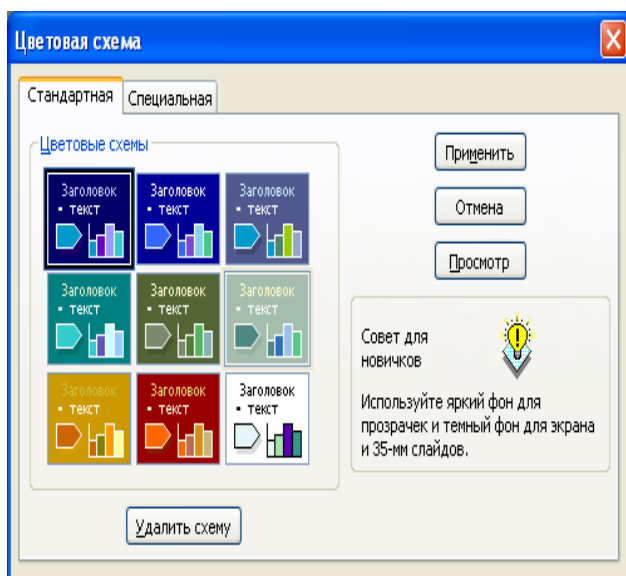 Цветовая схема
Стандартная
Специальная
Цветовые схемы
Заголовок
▪ текст
Заголовок
▪ текст
Заголовок
▪ текст
Заголовок
▪ текст
Заголовок
▪ текст
Заголовок
▪ текст
Заголовок
▪ текст
Заголовок
▪ текст
Заголовок
▪ текст
Удалить схему
Применить
Отмена
Просмотр
Совет для
новичков
Используйте яркий фон для
прозрачек и темный фон для экрана
и 35-мм слайдов.